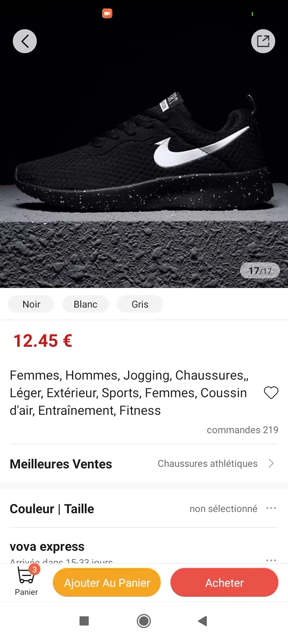 17/17
Noir Blanc Gris
12.45 €
Femmes, Hommes, Jogging, Chaussures,,
Léger, Extérieur, Sports, Femmes, Coussin
d'air, Entraînement, Fitness
commandes 219
Meilleures Ventes Chaussures athlétiques
Couleur | Taille non sélectionné
vova express
Arrivée dans 15-33 jours
3
Panier Ajouter Au Panier Acheter